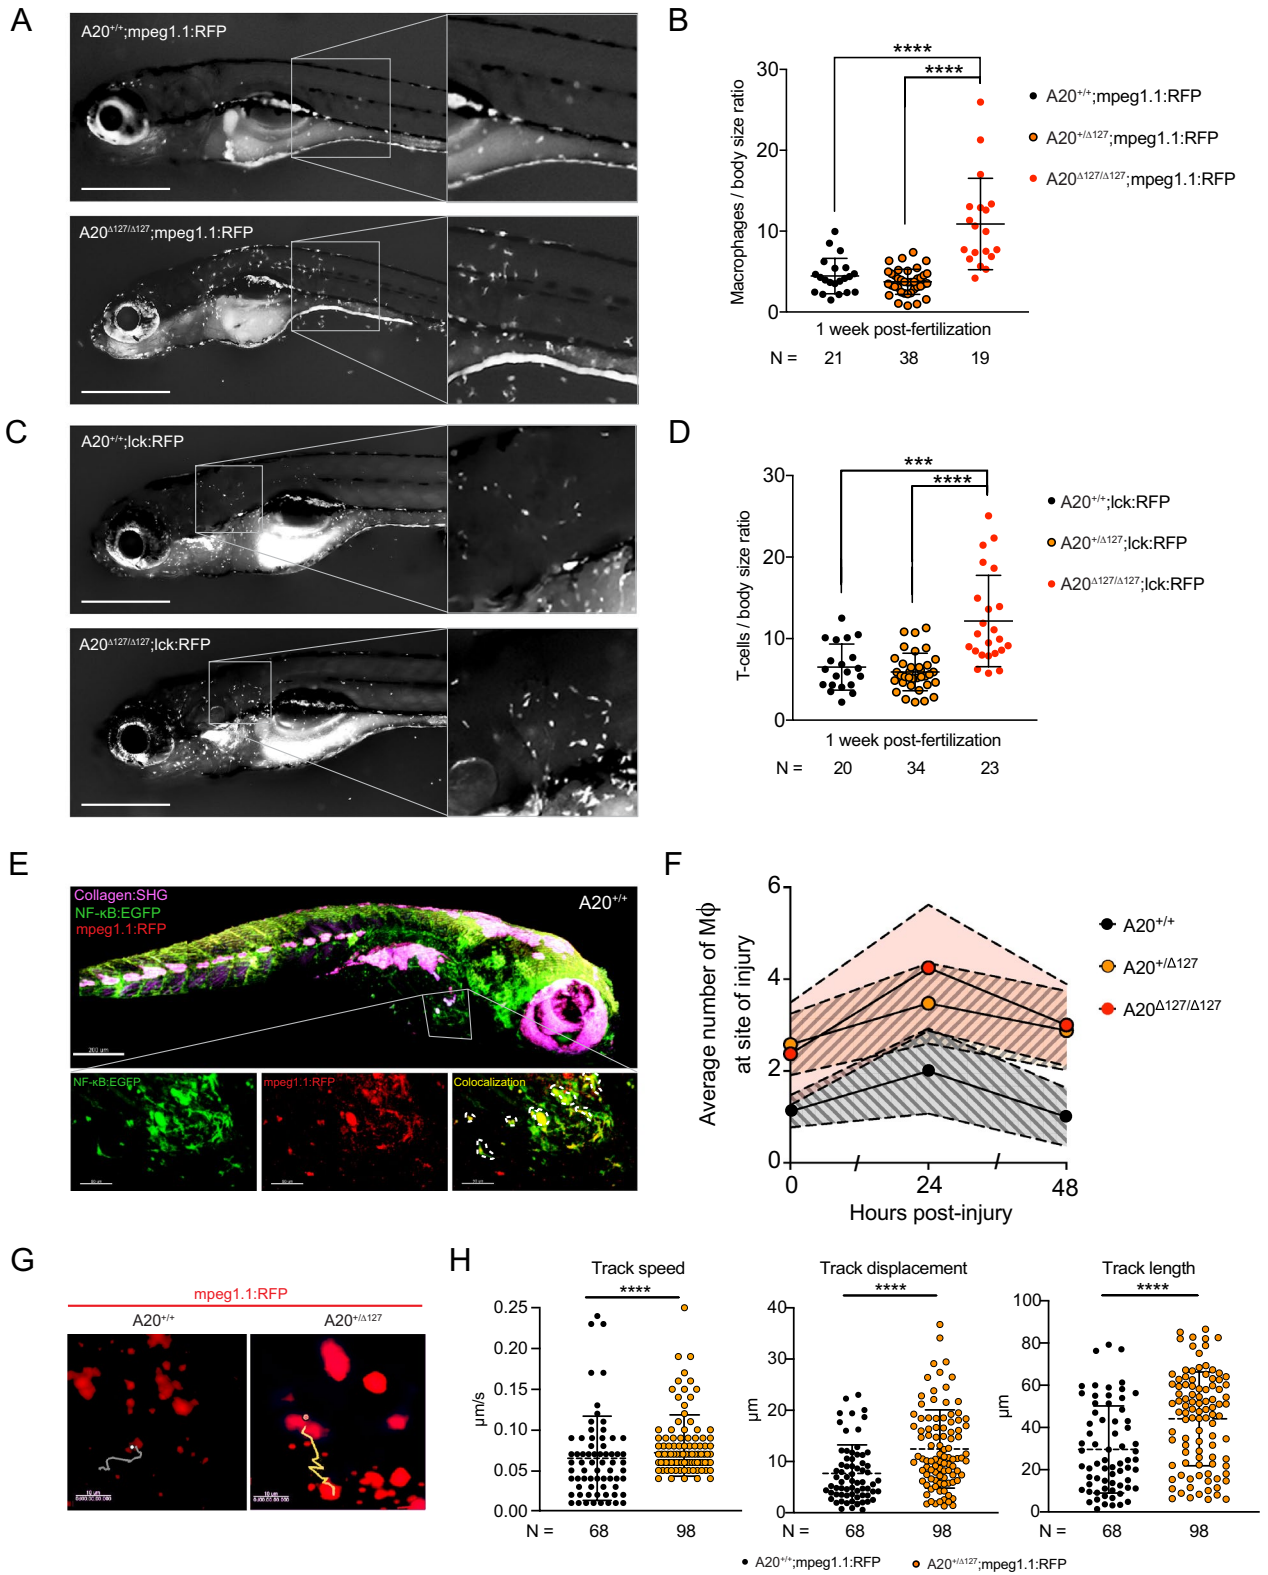 A
A20+/+;mpeg1.1:RFP
A20Δ127/Δ127;mpeg1.1:RFP
B
****
****
30
20
10
0
Macrophages / body size ratio
1 week post-fertilization
N = 21 38 19
A20+/+;mpeg1.1:RFP
A20+/Δ127;mpeg1.1:RFP
A20Δ127/Δ127;mpeg1.1:RFP
C
A20+/+;lck:RFP
A20Δ127/Δ127;lck:RFP
D
***
****
30
20
10
0
T-cells / body size ratio
1 week post-fertilization
N = 20 34 23
A20+/+;lck:RFP
A20+/Δ127;lck:RFP
A20Δ127/Δ127;lck:RFP
E
Collagen:SHG
NF-κB:EGFP
mpeg1.1:RFP
A20+/+
200 µm
NF-κB:EGFP
mpeg1.1:RFP
Colocalization
F
6
4
2
0
Average number of Mϕ
at site of injury
0 24 48
Hours post-injury
A20+/+
A20+/Δ127
A20Δ127/Δ127
G
mpeg1.1:RFP
A20+/+ A20+/Δ127
10 µm
10 µm
H
Track speed
****
0.25
0.20
0.15
0.10
0.05
0.00
µm/s
N = 68 98
Track displacement
****
40
30
20
10
0
µm
68 98
Track length
****
100
80
60
40
20
0
µm
N = 68 98
A20+/+;mpeg1.1:RFP
A20+/Δ127;mpeg1.1:RFP